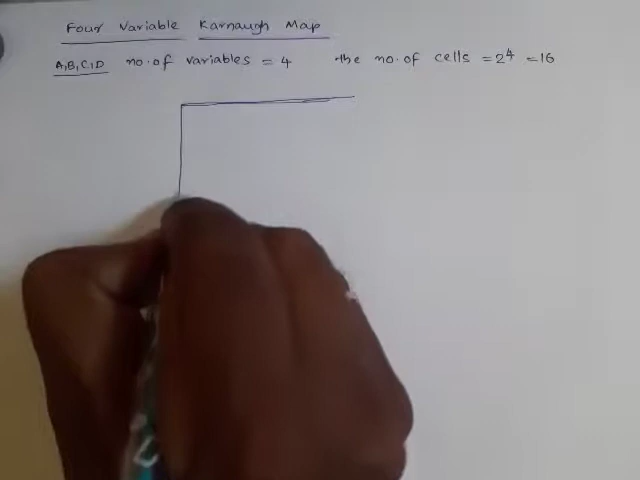 Four Variable Karnaugh Map
A,B,C,D no.of variables = 4 the no.of cells = 2⁴ = 16